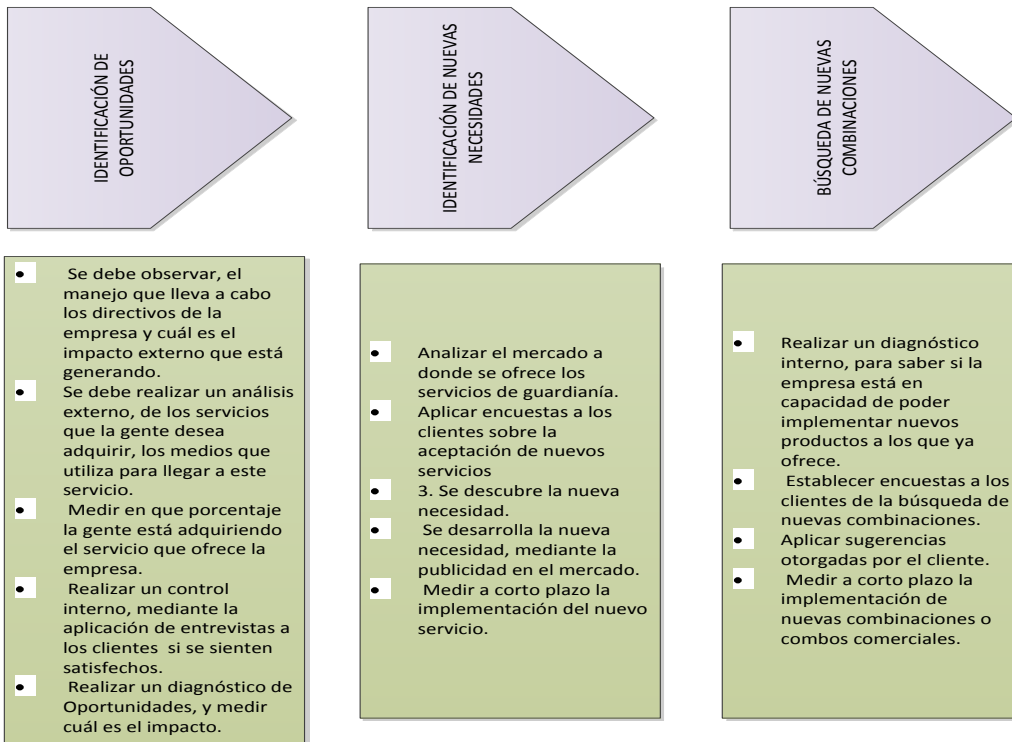 IDENTIFICACIÓN DE
OPORTUNIDADES
IDENTIFICACIÓN DE NUEVAS
NECESIDADES
BÚSQUEDA DE NUEVAS
COMBINACIONES
• Se debe observar, el
manejo que lleva a cabo
los directivos de la
empresa y cuál es el
impacto externo que está
generando.
• Se debe realizar un análisis
externo, de los servicios
que la gente desea
adquirir, los medios que
utiliza para llegar a este
servicio.
• Medir en que porcentaje
la gente está adquiriendo
el servicio que ofrece la
empresa.
• Realizar un control
interno, mediante la
aplicación de entrevistas a
los clientes si se sienten
satisfechos.
• Realizar un diagnóstico de
Oportunidades, y medir
cuál es el impacto.
• Analizar el mercado a
donde se ofrece los
servicios de guardianía.
• Aplicar encuestas a los
clientes sobre la
aceptación de nuevos
servicios
• 3. Se descubre la nueva
necesidad.
• Se desarrolla la nueva
necesidad, mediante la
publicidad en el mercado.
• Medir a corto plazo la
implementación del nuevo
servicio.
• Realizar un diagnóstico
interno, para saber si la
empresa está en
capacidad de poder
implementar nuevos
productos a los que ya
ofrece.
• Establecer encuestas a los
clientes de la búsqueda de
nuevas combinaciones.
• Aplicar sugerencias
otorgadas por el cliente.
• Medir a corto plazo la
implementación de
nuevas combinaciones o
combos comerciales.